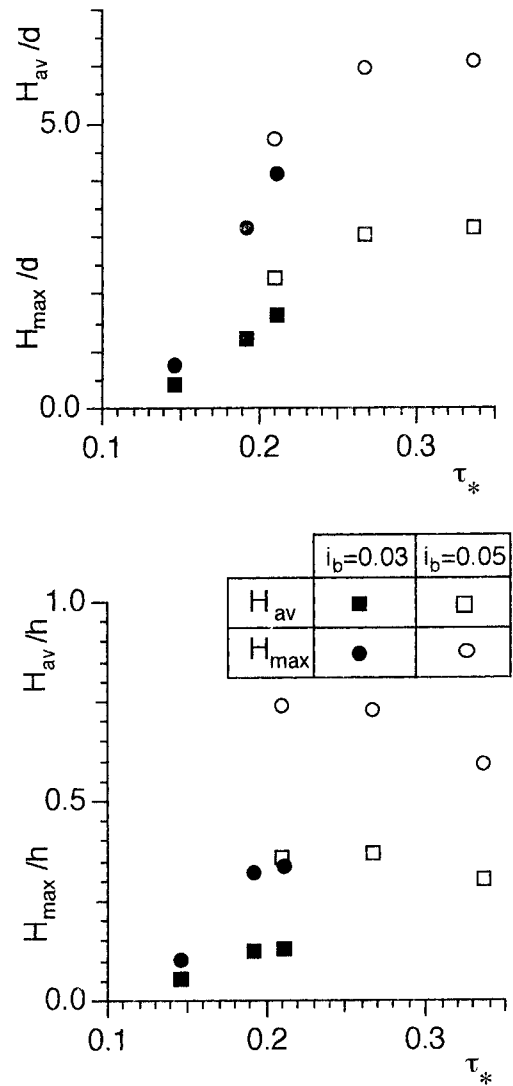 H_av/d
5.0
H_max/d
0.0
0.1
0.2
0.3
τ_*
i_b=0.03 i_b=0.05
H_av
H_max
1.0
H_av/h
0.5
H_max/h
0.0
0.1
0.2
0.3
τ_*